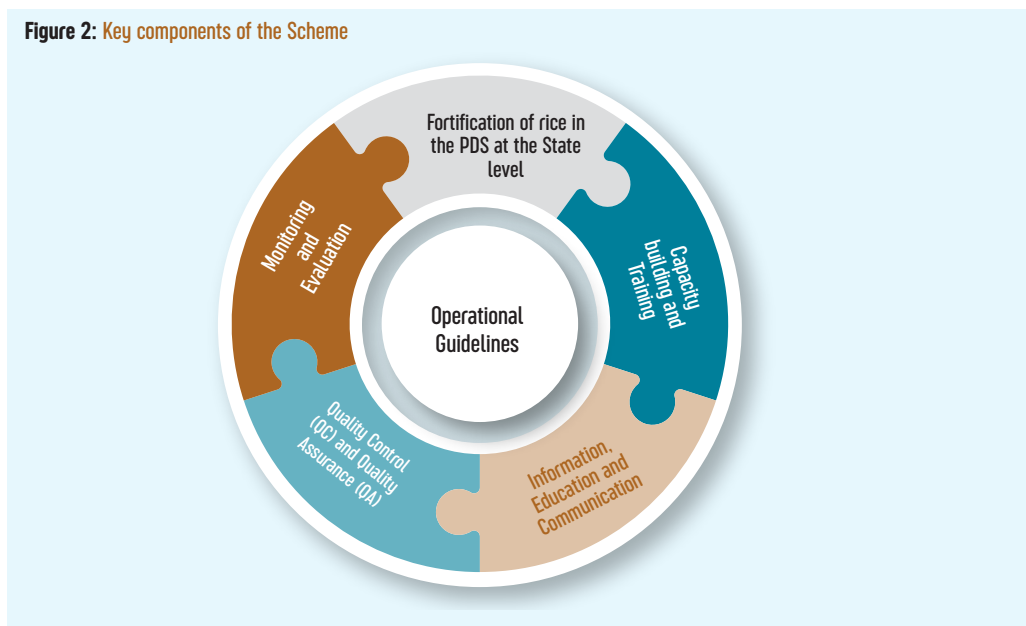 Figure 2: Key components of the Scheme
Fortification of rice in
the PDS at the State
level
Capacity
building and
Training
Information,
Education and
Communication
Quality Control
(QC) and Quality
Assurance (QA)
Monitoring
and
Evaluation
Operational
Guidelines